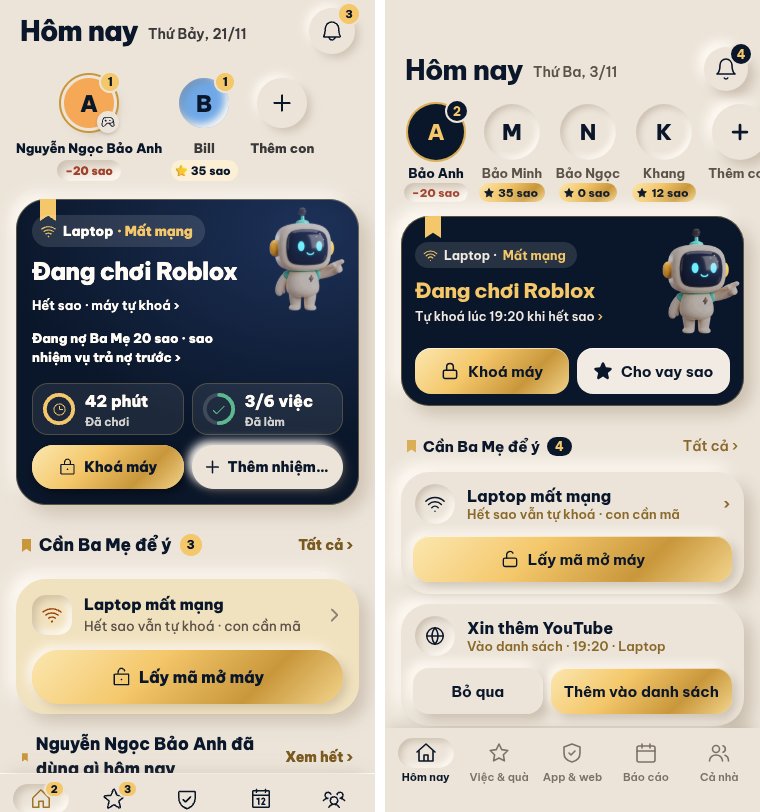 Hôm nay Thứ Bảy, 21/11
3
A
1
B
1
Nguyễn Ngọc Bảo Anh
Bill
Thêm con
-20 sao
35 sao
Laptop · Mất mạng
Đang chơi Roblox
Hết sao · máy tự khoá ›
Đang nợ Ba Mẹ 20 sao · sao
nhiệm vụ trả nợ trước ›
42 phút
Đã chơi
3/6 việc
Đã làm
Khoá máy
Thêm nhiệm...
Cần Ba Mẹ để ý 3
Tất cả ›
Laptop mất mạng
Hết sao vẫn tự khoá · con cần mã
Lấy mã mở máy
Nguyễn Ngọc Bảo Anh đã
dùng gì hôm nay
Xem hết ›
2
3
12
Hôm nay Thứ Ba, 3/11
4
A
2
M
N
K
Bảo Anh
Bảo Minh
Bảo Ngọc
Khang
Thêm co
-20 sao
35 sao
0 sao
12 sao
Laptop · Mất mạng
Đang chơi Roblox
Tự khoá lúc 19:20 khi hết sao ›
Khoá máy
Cho vay sao
Cần Ba Mẹ để ý 4
Tất cả ›
Laptop mất mạng
Hết sao vẫn tự khoá · con cần mã
Lấy mã mở máy
Xin thêm YouTube
Vào danh sách · 19:20 · Laptop
Bỏ qua
Thêm vào danh sách
Hôm nay
Việc & quà
App & web
Báo cáo
Cả nhà